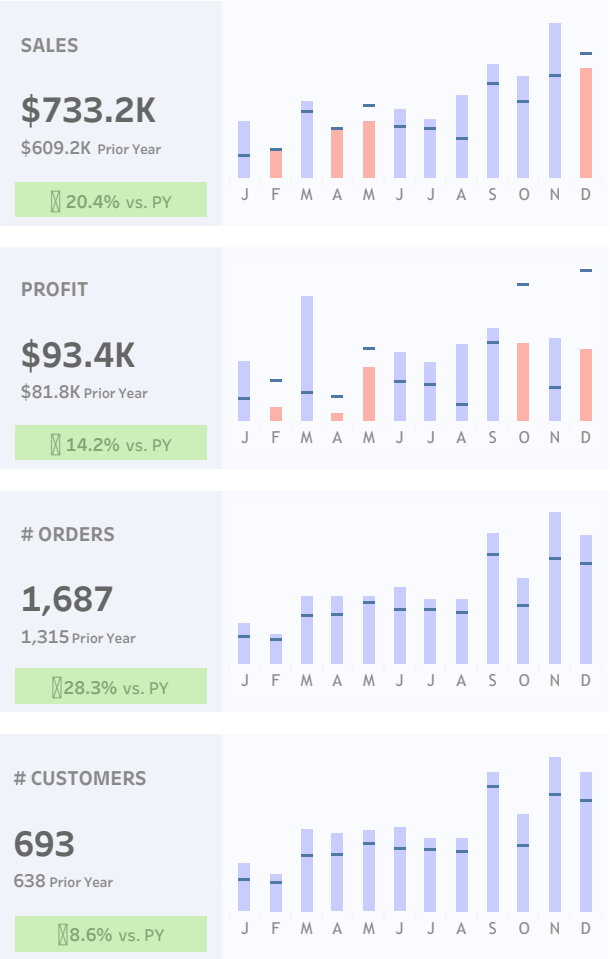 SALES
$733.2K
$609.2K Prior Year
20.4% vs. PY
J F M A M J J A S O N D
PROFIT
$93.4K
$81.8K Prior Year
14.2% vs. PY
J F M A M J J A S O N D
# ORDERS
1,687
1,315 Prior Year
28.3% vs. PY
J F M A M J J A S O N D
# CUSTOMERS
693
638 Prior Year
8.6% vs. PY
J F M A M J J A S O N D